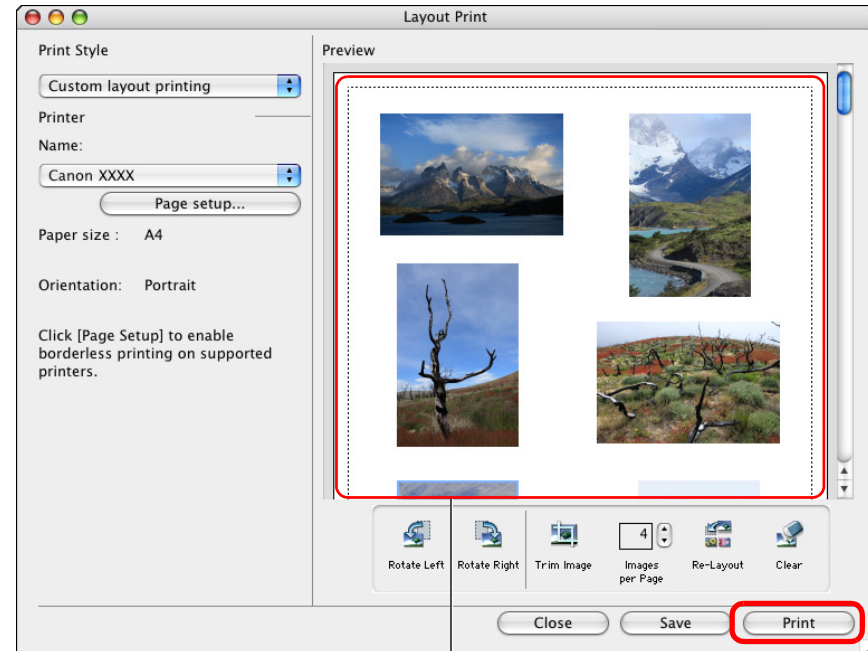 Layout Print
Print Style
Custom layout printing
Printer
Name:
Canon XXXX
Page setup...
Paper size : A4
Orientation: Portrait
Click [Page Setup] to enable
borderless printing on supported
printers.
Preview
Rotate Left
Rotate Right
Trim Image
4
Images
per Page
Re-Layout
Clear
Close
Save
Print